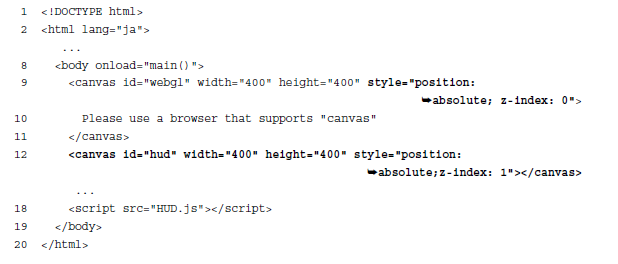 1 <!DOCTYPE html>
2 <html lang="ja">
...
8 <body onload="main()">
9 <canvas id="webgl" width="400" height="400" style="position:
➥absolute; z-index: 0">
10 Please use a browser that supports "canvas"
11 </canvas>
12 <canvas id="hud" width="400" height="400" style="position:
➥absolute;z-index: 1"></canvas>
...
18 <script src="HUD.js"></script>
19 </body>
20 </html>